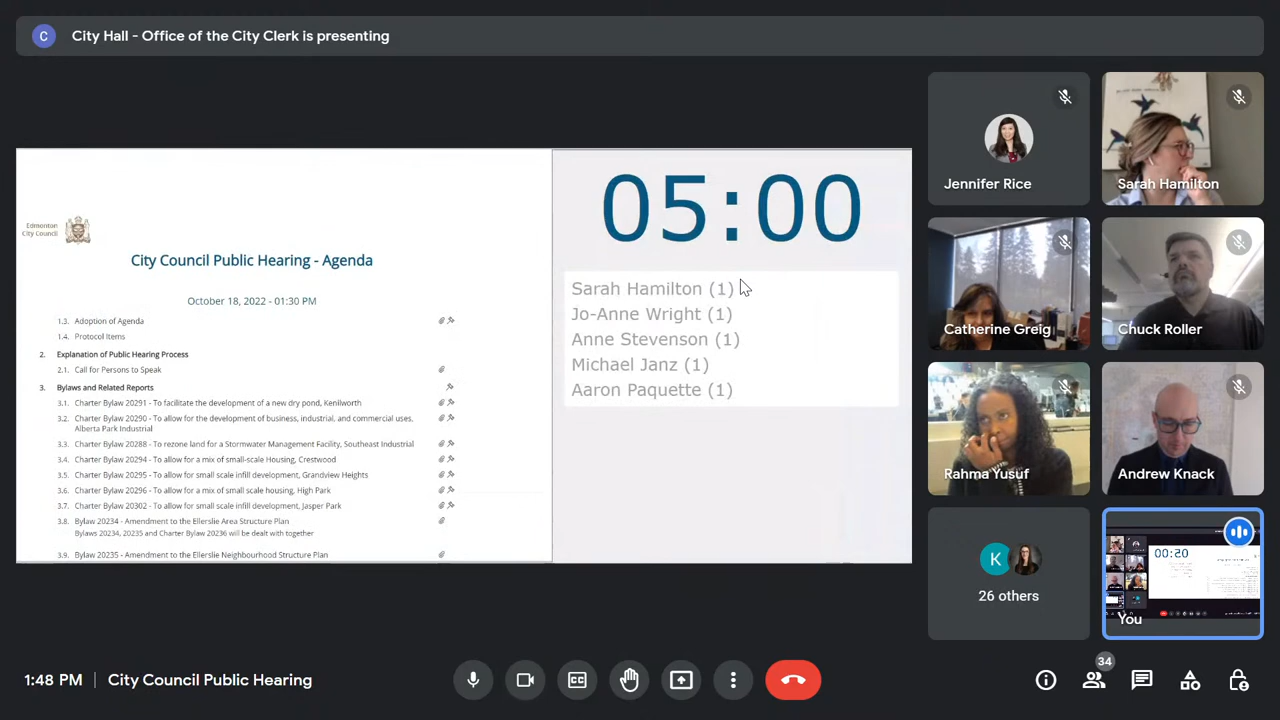 C City Hall - Office of the City Clerk is presenting
Edmonton
City Council
City Council Public Hearing - Agenda
October 18, 2022 - 01:30 PM
1.3. Adoption of Agenda
1.4. Protocol Items
2. Explanation of Public Hearing Process
2.1. Call for Persons to Speak
3. Bylaws and Related Reports
3.1. Charter Bylaw 20291 - To facilitate the development of a new dry pond, Kenilworth
3.2. Charter Bylaw 20290 - To allow for the development of business, industrial, and commercial uses,
Alberta Park Industrial
3.3. Charter Bylaw 20288 - To rezone land for a Stormwater Management Facility, Southeast Industrial
3.4. Charter Bylaw 20294 - To allow for a mix of small-scale Housing, Crestwood
3.5. Charter Bylaw 20295 - To allow for small scale infill development, Grandview Heights
3.6. Charter Bylaw 20296 - To allow for a mix of small scale housing, High Park
3.7. Charter Bylaw 20302 - To allow for small scale infill development, Jasper Park
3.8. Bylaw 20234 - Amendment to the Ellerslie Area Structure Plan
Bylaws 20234, 20235 and Charter Bylaw 20236 will be dealt with together
3.9. Bylaw 20235 - Amendment to the Ellerslie Neighbourhood Structure Plan
05:00
Sarah Hamilton (1)
Jo-Anne Wright (1)
Anne Stevenson (1)
Michael Janz (1)
Aaron Paquette (1)
Jennifer Rice
Sarah Hamilton
Catherine Greig
Chuck Roller
Rahma Yusuf
Andrew Knack
K
26 others
00:50
You
1:48 PM | City Council Public Hearing
CC
34